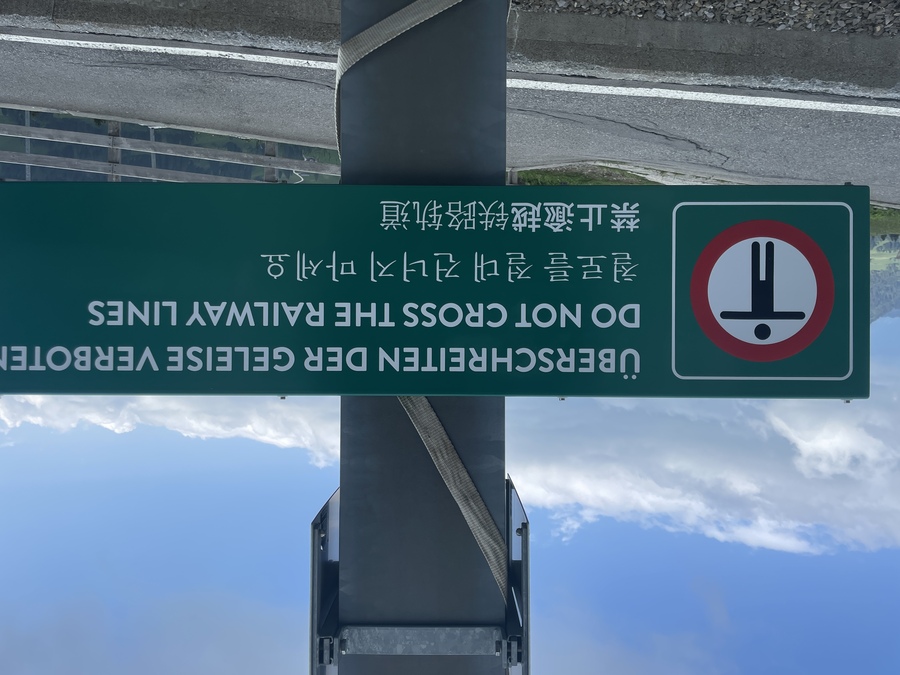 ÜBERSCHREITEN DER GELEISE VERBOTEN
DO NOT CROSS THE RAILWAY LINES
철로를 절대 건너지 마세요
禁止逾越铁路轨道